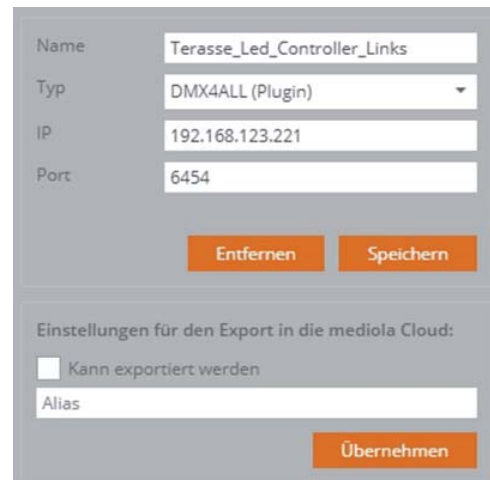 Name Terasse_Led_Controller_Links
Typ DMX4ALL (Plugin)
IP 192.168.123.221
Port 6454
Entfernen Speichern
Einstellungen für den Export in die mediola Cloud:
Kann exportiert werden
Alias
Übernehmen